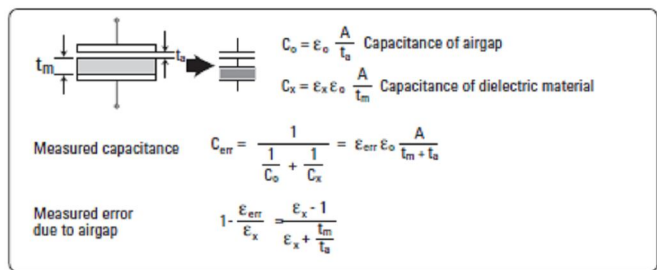 tm
ta
Co = εo A/ta Capacitance of airgap
Cx = εx εo A/tm Capacitance of dielectric material
Measured capacitance Cerr = 1 / (1/Co + 1/Cx) = εerr εo A/(tm + ta)
Measured error
due to airgap 1- εerr/εx = (εx - 1) / (εx + tm/ta)